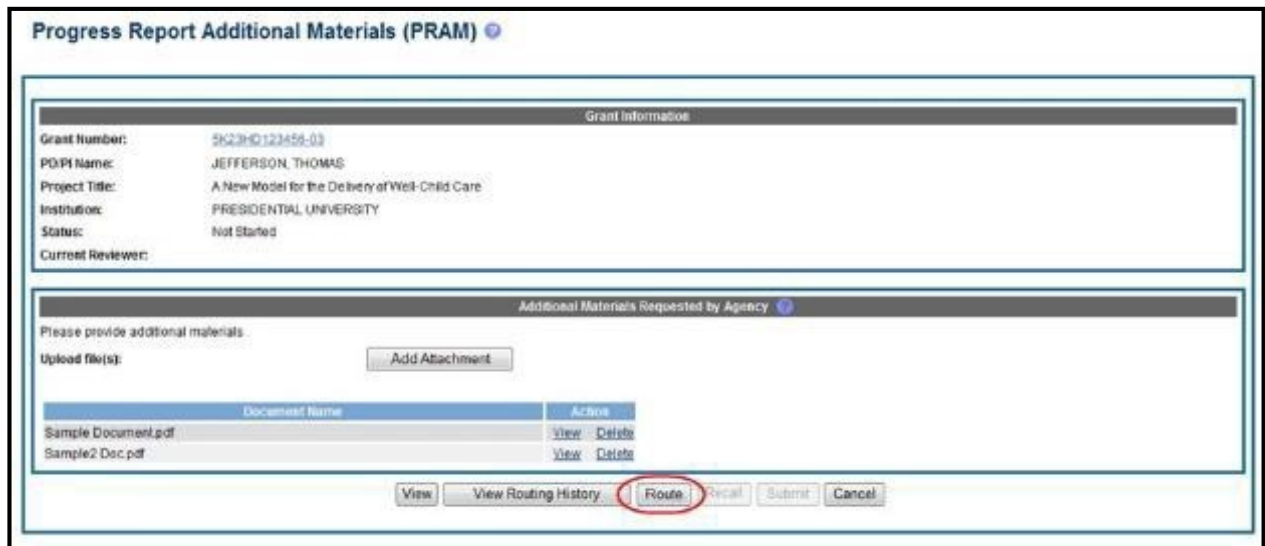 Progress Report Additional Materials (PRAM) ?
Grant Information
Grant Number: 5K23HD123456-03
PD/PI Name: JEFFERSON, THOMAS
Project Title: A New Model for the Delivery of Well-Child Care
Institution: PRESIDENTIAL UNIVERSITY
Status: Not Started
Current Reviewer:
Additional Materials Requested by Agency ?
Please provide additional materials
Upload file(s): Add Attachment
Document Name Action
Sample Document.pdf View Delete
Sample2 Doc.pdf View Delete
View View Routing History Route Recall Submit Cancel